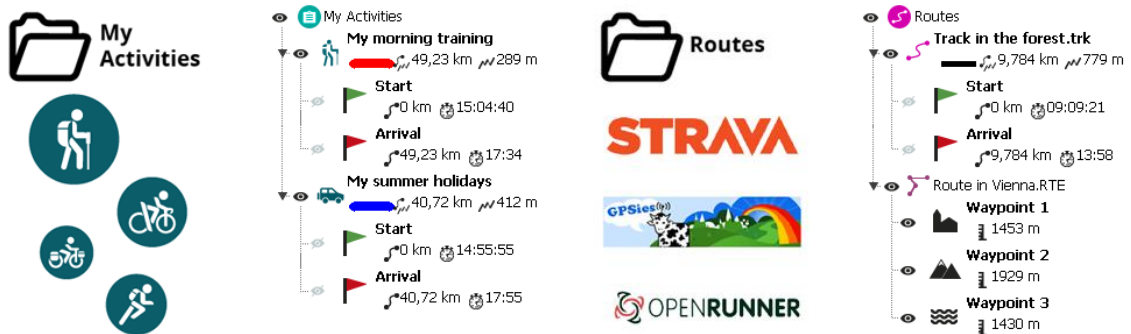 My
Activities
My Activities
My morning training
49,23 km 289 m
Start
0 km 15:04:40
Arrival
49,23 km 17:34
My summer holidays
40,72 km 412 m
Start
0 km 14:55:55
Arrival
40,72 km 17:55
Routes
STRAVA
GPSies
OPENRUNNER
Routes
Track in the forest.trk
9,784 km 779 m
Start
0 km 09:09:21
Arrival
9,784 km 13:58
Route in Vienna.RTE
Waypoint 1
1453 m
Waypoint 2
1929 m
Waypoint 3
1430 m